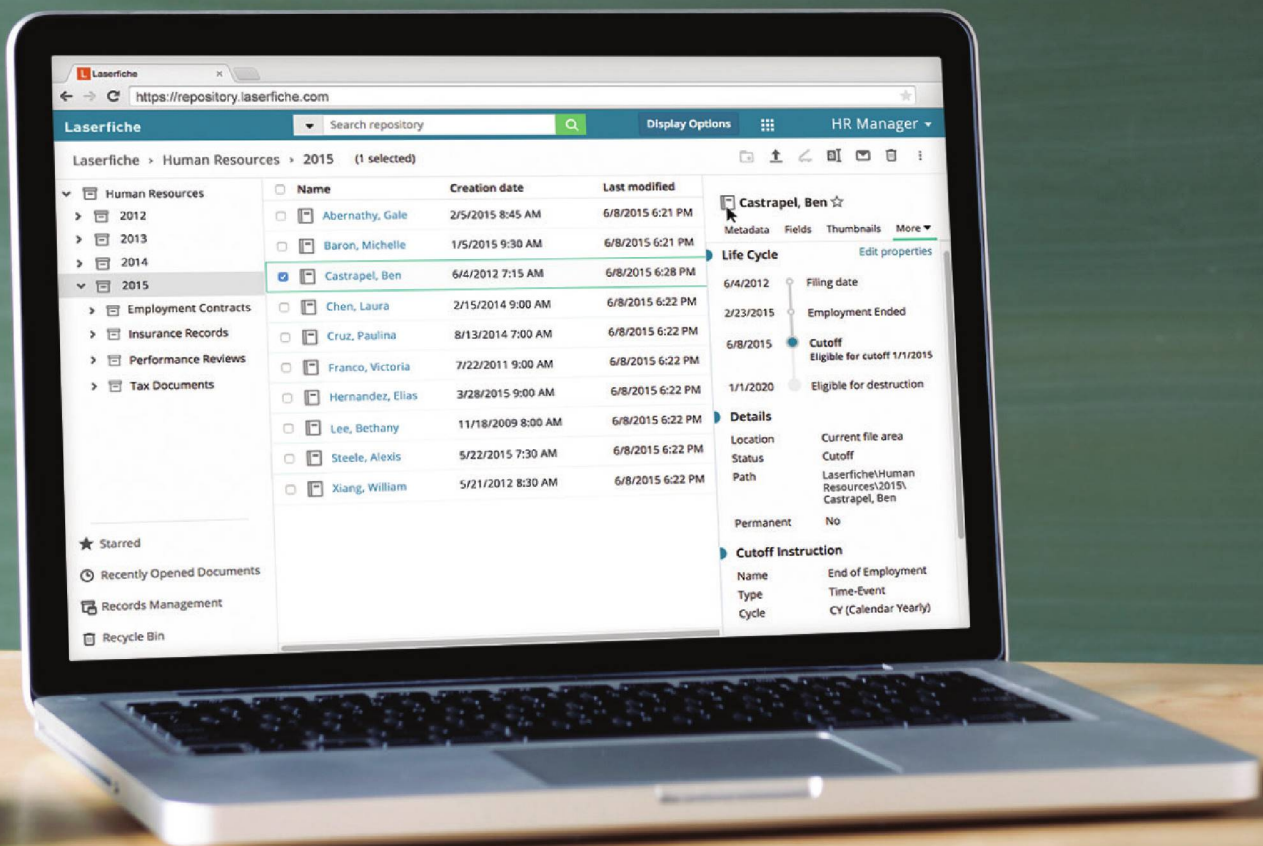 Laserfiche
https://repository.laserfiche.com
Laserfiche Search repository Display Options HR Manager
Laserfiche › Human Resources › 2015 (1 selected)
Human Resources
2012
2013
2014
2015
Employment Contracts
Insurance Records
Performance Reviews
Tax Documents
Starred
Recently Opened Documents
Records Management
Recycle Bin
Name Creation date Last modified
Abernathy, Gale 2/5/2015 8:45 AM 6/8/2015 6:21 PM
Baron, Michelle 1/5/2015 9:30 AM 6/8/2015 6:21 PM
Castrapel, Ben 6/4/2012 7:15 AM 6/8/2015 6:28 PM
Chen, Laura 2/15/2014 9:00 AM 6/8/2015 6:22 PM
Cruz, Paulina 8/13/2014 7:00 AM 6/8/2015 6:22 PM
Franco, Victoria 7/22/2011 9:00 AM 6/8/2015 6:22 PM
Hernandez, Elias 3/28/2015 9:00 AM 6/8/2015 6:22 PM
Lee, Bethany 11/18/2009 8:00 AM 6/8/2015 6:22 PM
Steele, Alexis 5/22/2015 7:30 AM 6/8/2015 6:22 PM
Xiang, William 5/21/2012 8:30 AM 6/8/2015 6:22 PM
Castrapel, Ben
Metadata Fields Thumbnails More
Life Cycle Edit properties
6/4/2012 Filing date
2/23/2015 Employment Ended
6/8/2015 Cutoff
Eligible for cutoff 1/1/2015
1/1/2020 Eligible for destruction
Details
Location Current file area
Status Cutoff
Path Laserfiche\Human
Resources\2015\
Castrapel, Ben
Permanent No
Cutoff Instruction
Name End of Employment
Type Time-Event
Cycle CY (Calendar Yearly)